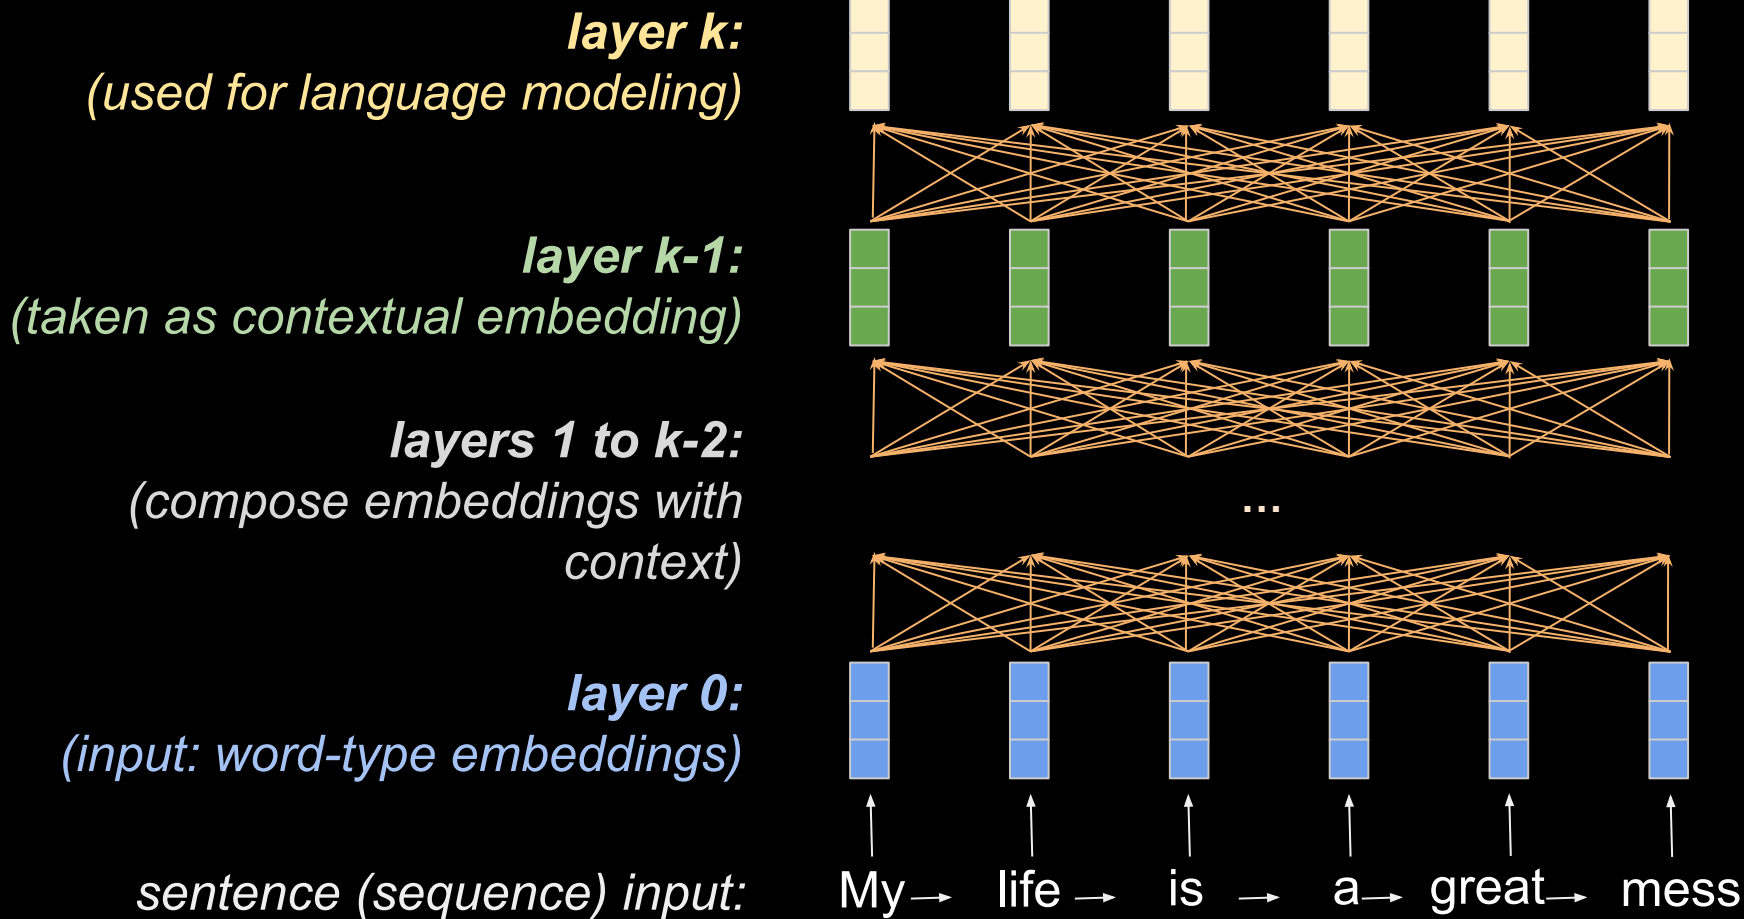 layer k:
(used for language modeling)
layer k-1:
(taken as contextual embedding)
layers 1 to k-2:
(compose embeddings with
context)
...
layer 0:
(input: word-type embeddings)
sentence (sequence) input: My life is a great mess